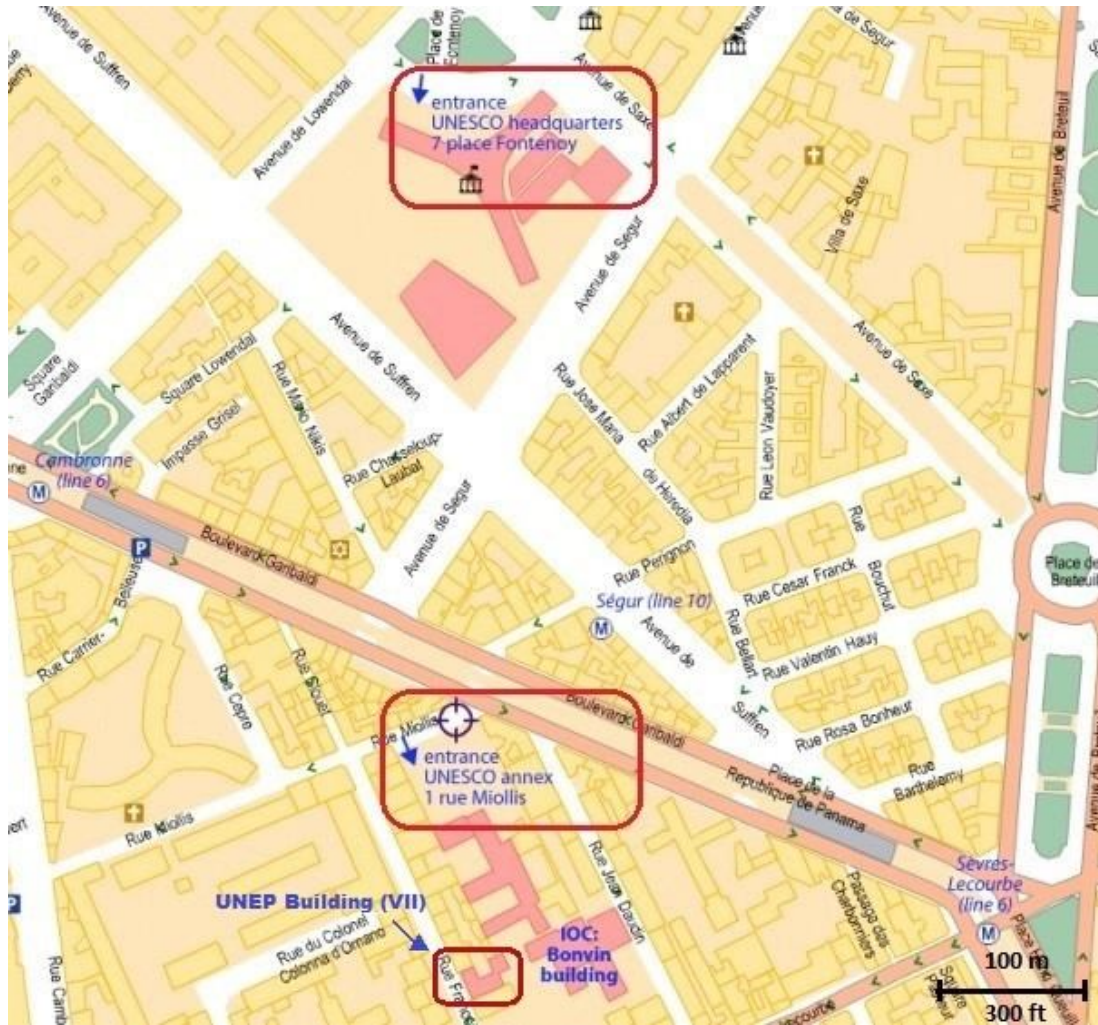 Avenue de Suffren
Place de
Fontenoy
de Segur
Avenue de Saxe
entrance
UNESCO headquarters
7 place Fontenoy
Avenue de Lowendal
Avenue de Breteuil
Villa de Saxe
Avenue de Segur
Avenue de Suffren
Avenue de Saxe
Square
Garibaldi
Square Lowendal
Impasse Grisel
Rue Mario Nikis
Rue Chasseloup-
Laubat
Rue Jose Maria
de Heredia
Rue Albert de Lapparent
Rue Leon Vaudoyer
Cambronne
(line 6)
M
P
Avenue de Segur
Boulevard Garibaldi
Rue Perignon
Rue Cesar Franck
Rue
Bouchut
Place de
Breteuil
Ségur (line 10)
M
Avenue de
Suffren
Rue Bellart
Rue Valentin Hauy
Rue Rosa Bonheur
Rue
Barthelemy
Rue Carrier-
Belleuse
Rue Cepre
Rue Miollis
Boulevard Garibaldi
entrance
UNESCO annex
1 rue Miollis
Place de la
Republique de Panama
Rue Miollis
Sèvres-
Lecourbe
(line 6)
M
P
UNEP Building (VII)
IOC:
Bonvin
building
Rue Jean Daudin
Passage des
Charbonniers
Rue du Colonel
Colonna d'Ornano
Square
100 m
300 ft